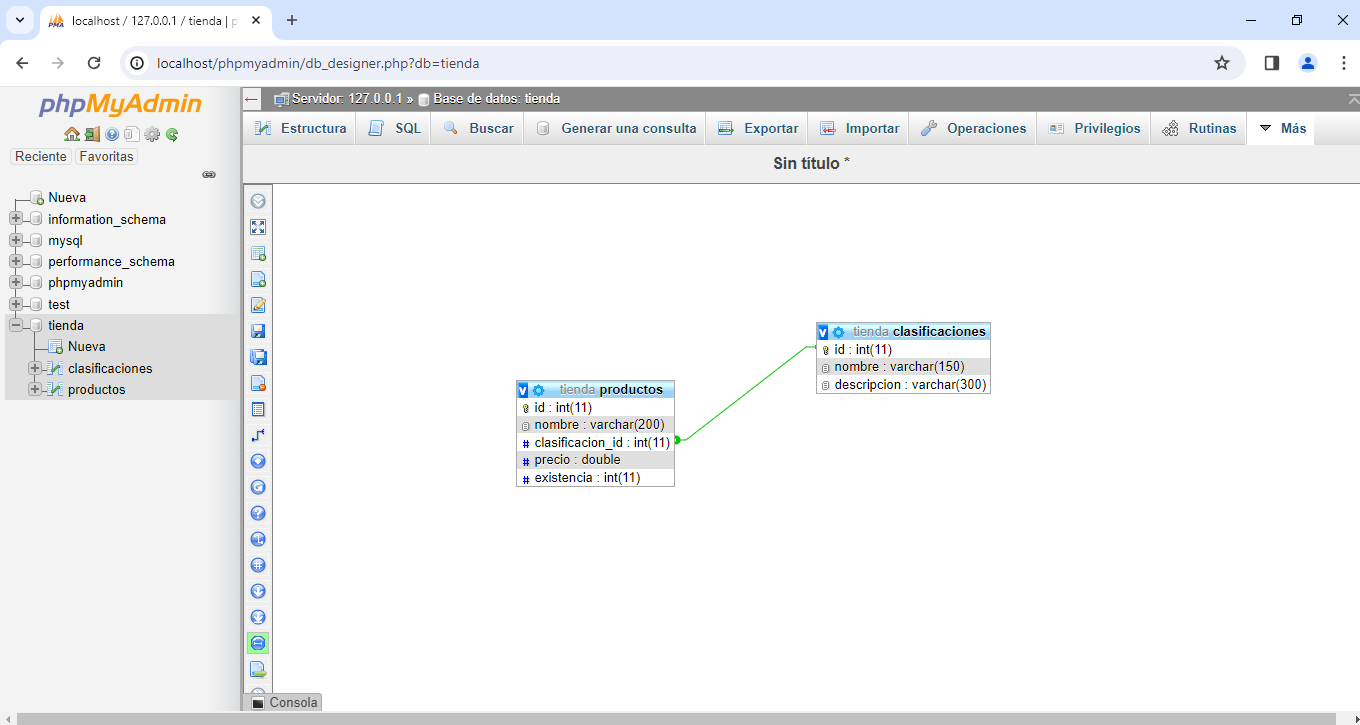 localhost / 127.0.0.1 / tienda | p
localhost/phpmyadmin/db_designer.php?db=tienda
phpMyAdmin
Reciente Favoritas
Nueva
information_schema
mysql
performance_schema
phpmyadmin
test
tienda
Nueva
clasificaciones
productos
Servidor: 127.0.0.1 » Base de datos: tienda
Estructura SQL Buscar Generar una consulta Exportar Importar Operaciones Privilegios Rutinas Más
Sin título *
tienda clasificaciones
id : int(11)
nombre : varchar(150)
descripcion : varchar(300)
tienda productos
id : int(11)
nombre : varchar(200)
# clasificacion_id : int(11)
# precio : double
# existencia : int(11)
Consola